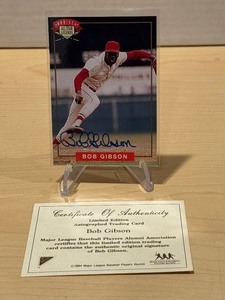 Bob Gibson
BOB GIBSON
Certificate Of Authenticity
Limited Edition
Autographed Trading Card
Bob Gibson
Major League Baseball Players Alumni Association
certifies that this limited edition trading
card contains the authentic original signature
of Bob Gibson.